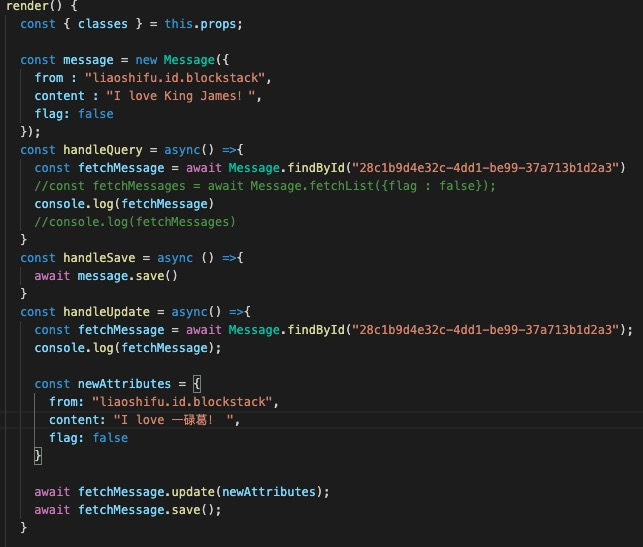 render() {
const { classes } = this.props;
const message = new Message({
from : "liaoshifu.id.blockstack",
content : "I love King James! ",
flag: false
});
const handleQuery = async() =>{
const fetchMessage = await Message.findById("28c1b9d4e32c-4dd1-be99-37a713b1d2a3")
//const fetchMessages = await Message.fetchList({flag : false});
console.log(fetchMessage)
//console.log(fetchMessages)
}
const handleSave = async () =>{
await message.save()
}
const handleUpdate = async() =>{
const fetchMessage = await Message.findById("28c1b9d4e32c-4dd1-be99-37a713b1d2a3");
console.log(fetchMessage);
const newAttributes = {
from: "liaoshifu.id.blockstack",
content: "I love 一碌葛！ ",
flag: false
}
await fetchMessage.update(newAttributes);
await fetchMessage.save();
}